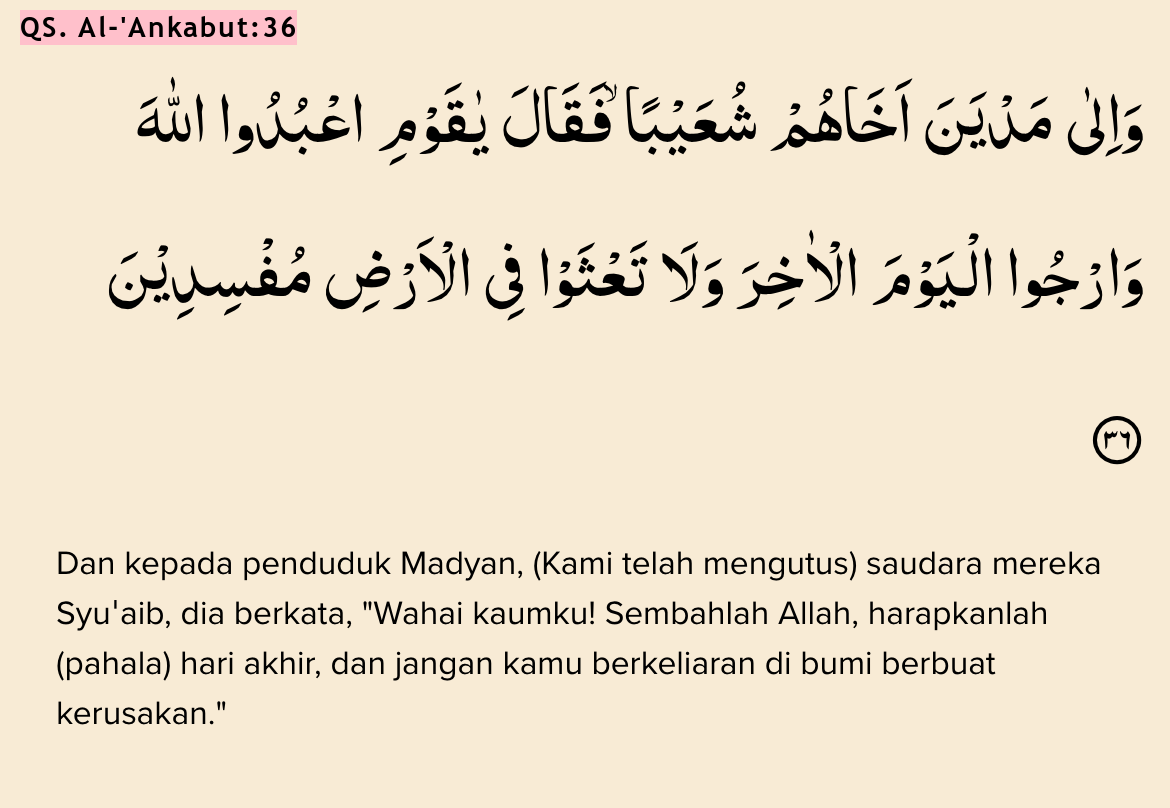 QS. Al-'Ankabut:36
وَاِلٰى مَدْيَنَ اَخَاهُمْ شُعَيْبًاۙ فَقَالَ يٰقَوْمِ اعْبُدُوا اللّٰهَ
وَارْجُوا الْيَوْمَ الْاٰخِرَ وَلَا تَعْثَوْا فِى الْاَرْضِ مُفْسِدِيْنَ
٣٦
Dan kepada penduduk Madyan, (Kami telah mengutus) saudara mereka
Syu'aib, dia berkata, "Wahai kaumku! Sembahlah Allah, harapkanlah
(pahala) hari akhir, dan jangan kamu berkeliaran di bumi berbuat
kerusakan."